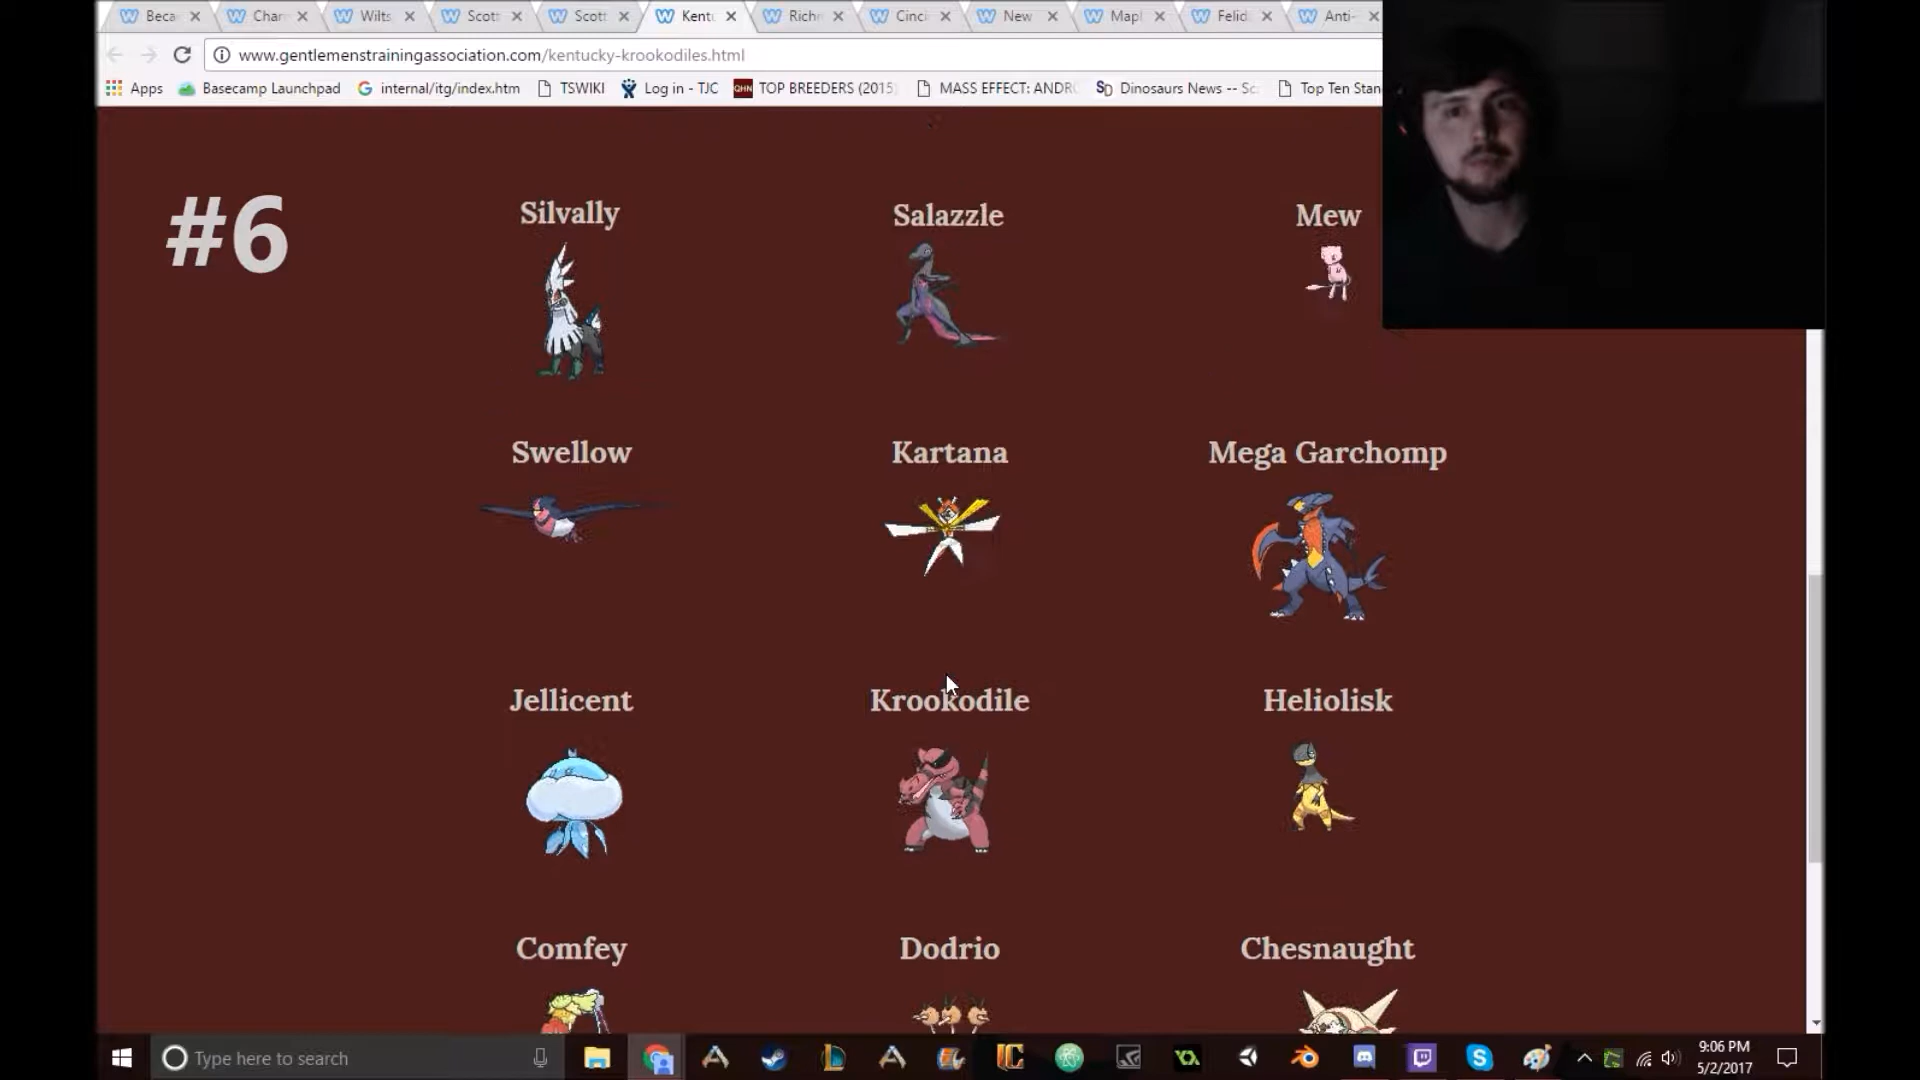 Beca Char Wilts Scott Scott Kentu Rich Cinci New Mapl Felid Anti-
www.gentlemenstrainingassociation.com/kentucky-krookodiles.html
Apps Basecamp Launchpad internal/itg/index.htm TSWIKI Log in - TJC QHN TOP BREEDERS (2015) MASS EFFECT: ANDR SD Dinosaurs News -- Sc Top Ten Stan
#6
Silvally Salazzle Mew
Swellow Kartana Mega Garchomp
Jellicent Krookodile Heliolisk
Comfey Dodrio Chesnaught
Type here to search
9:06 PM
5/2/2017